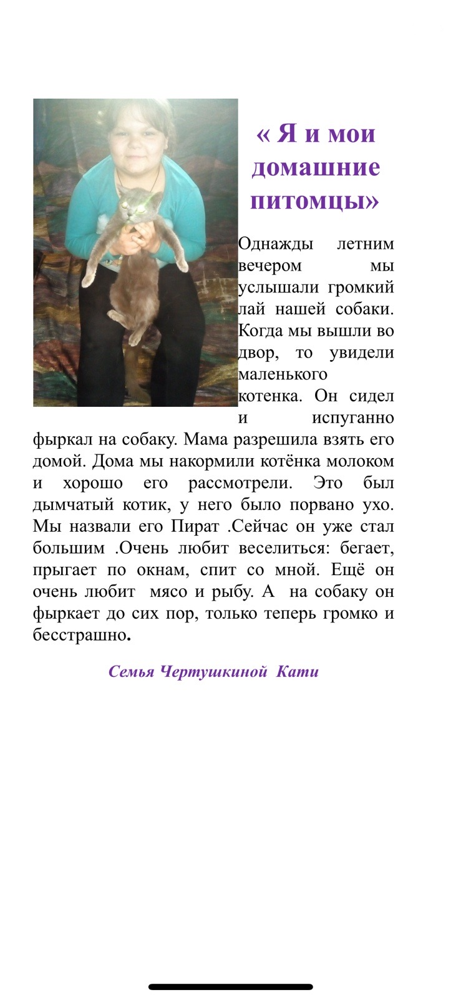 « Я и мои
домашние
питомцы»
Однажды летним
вечером мы
услышали громкий
лай нашей собаки.
Когда мы вышли во
двор, то увидели
маленького
котенка. Он сидел
и испуганно
фыркал на собаку. Мама разрешила взять его
домой. Дома мы накормили котёнка молоком
и хорошо его рассмотрели. Это был
дымчатый котик, у него было порвано ухо.
Мы назвали его Пират .Сейчас он уже стал
большим .Очень любит веселиться: бегает,
прыгает по окнам, спит со мной. Ещё он
очень любит мясо и рыбу. А на собаку он
фыркает до сих пор, только теперь громко и
бесстрашно.
Семья Чертушкиной Кати